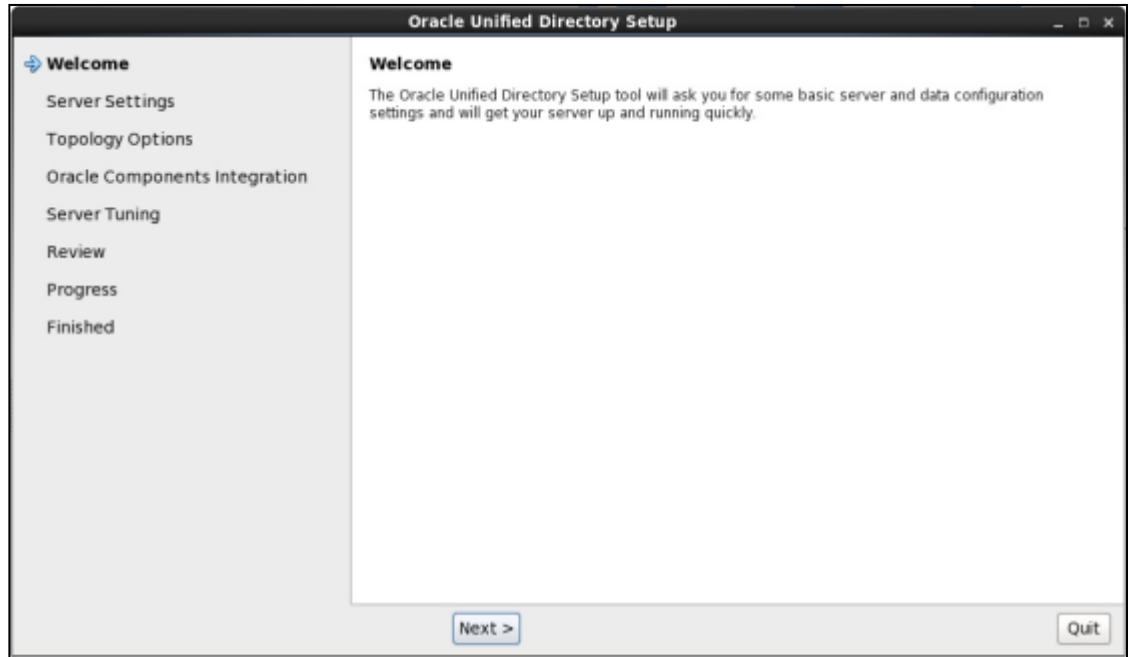 Oracle Unified Directory Setup
Welcome
Server Settings
Topology Options
Oracle Components Integration
Server Tuning
Review
Progress
Finished
Welcome
The Oracle Unified Directory Setup tool will ask you for some basic server and data configuration
settings and will get your server up and running quickly.
Next >
Quit